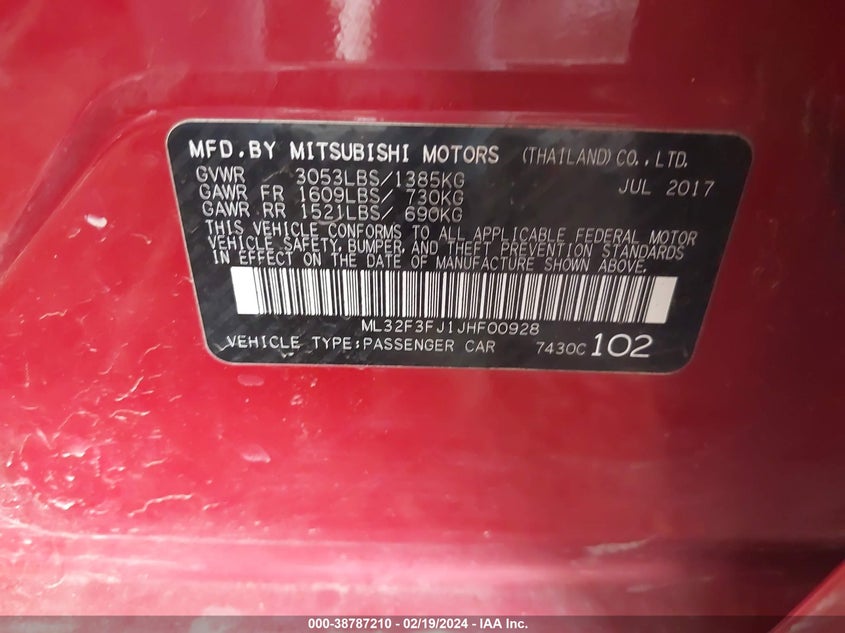 MFD.BY MITSUBISHI MOTORS (THAILAND)CO.,LTD.
GVWR 3053LBS/1385KG JUL 2017
GAWR FR 1609LBS/ 730KG
GAWR RR 1521LBS/ 690KG
THIS VEHICLE CONFORMS TO ALL APPLICABLE FEDERAL MOTOR
VEHICLE SAFETY, BUMPER, AND THEFT PREVENTION STANDARDS
IN EFFECT ON THE DATE OF MANUFACTURE SHOWN ABOVE.
ML32F3FJ1JHF00928
VEHICLE TYPE:PASSENGER CAR 7430C 102
000-38787210 - 02/19/2024 - IAA Inc.